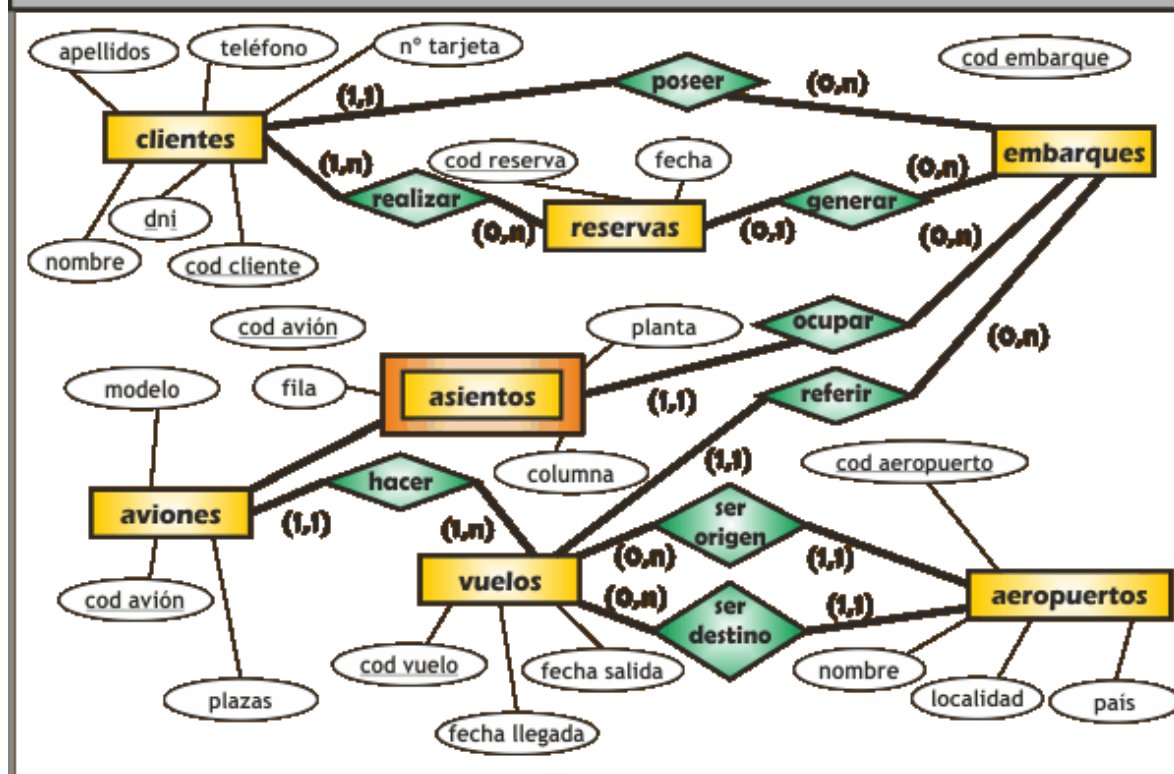 apellidos
teléfono
nº tarjeta
cod embarque
poseer
(1,1)
(0,n)
clientes
embarques
(1,n)
cod reserva
fecha
(0,n)
realizar
generar
dni
reservas
(0,n)
(0,1)
(0,n)
nombre
cod cliente
cod avión
planta
ocupar
(0,n)
modelo
fila
asientos
(1,1)
referir
columna
(1,1)
cod aeropuerto
hacer
aviones
(1,1)
(1,n)
ser
origen
(0,n)
(1,1)
vuelos
cod avión
(0,n)
ser
destino
(1,1)
aeropuertos
cod vuelo
fecha salida
nombre
plazas
localidad
país
fecha llegada